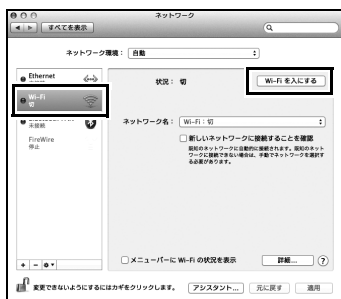 ネットワーク
すべてを表示
ネットワーク環境： 自動
Ethernet
Wi-Fi
切
未接続
FireWire
停止
状況： 切
Wi-Fi を入にする
ネットワーク名： Wi-Fi：切
新しいネットワークに接続することを確認
既知のネットワークに自動的に接続されます。既知のネット
ワークに接続できない場合は、手動でネットワークを選択す
る必要があります。
メニューバーに Wi-Fi の状況を表示
詳細...
?
変更できないようにするにはカギをクリックします。
アシスタント...
元に戻す
適用